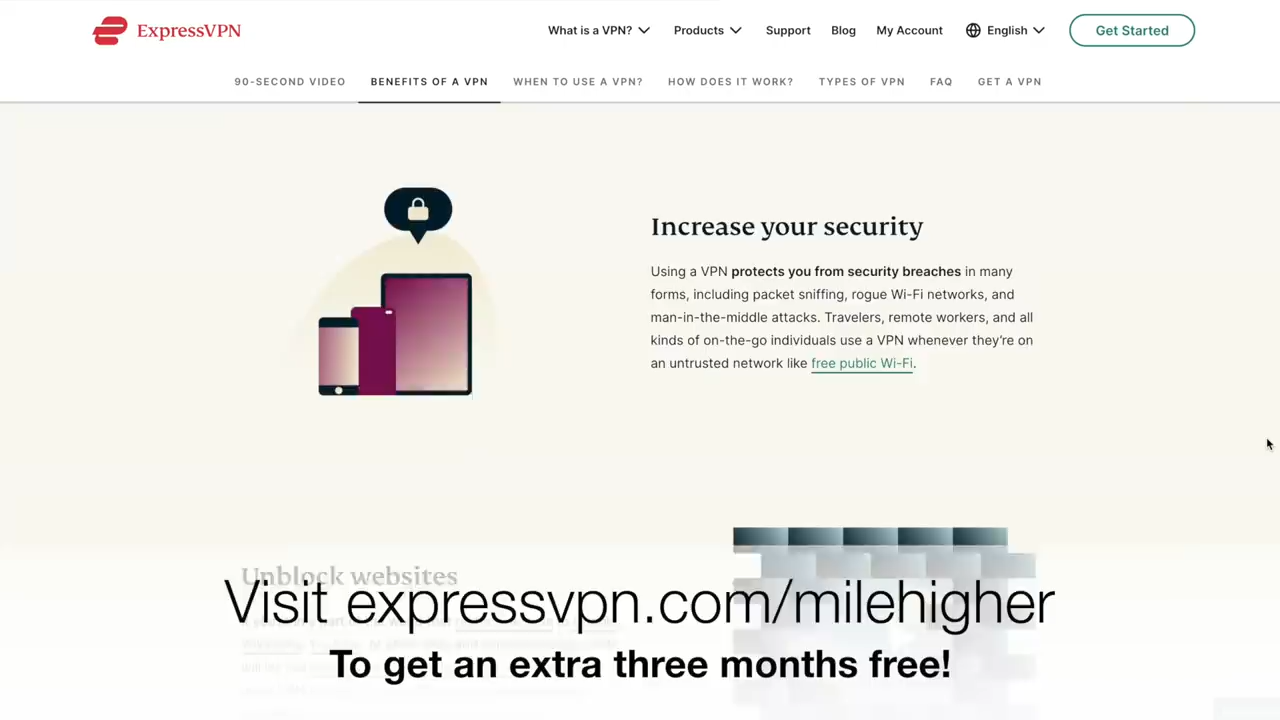 ExpressVPN
What is a VPN? Products Support Blog My Account English Get Started
90-SECOND VIDEO BENEFITS OF A VPN WHEN TO USE A VPN? HOW DOES IT WORK? TYPES OF VPN FAQ GET A VPN
Increase your security
Using a VPN protects you from security breaches in many
forms, including packet sniffing, rogue Wi-Fi networks, and
man-in-the-middle attacks. Travelers, remote workers, and all
kinds of on-the-go individuals use a VPN whenever they're on
an untrusted network like free public Wi-Fi.
Unblock websites
Visit expressvpn.com/milehigher
To get an extra three months free!